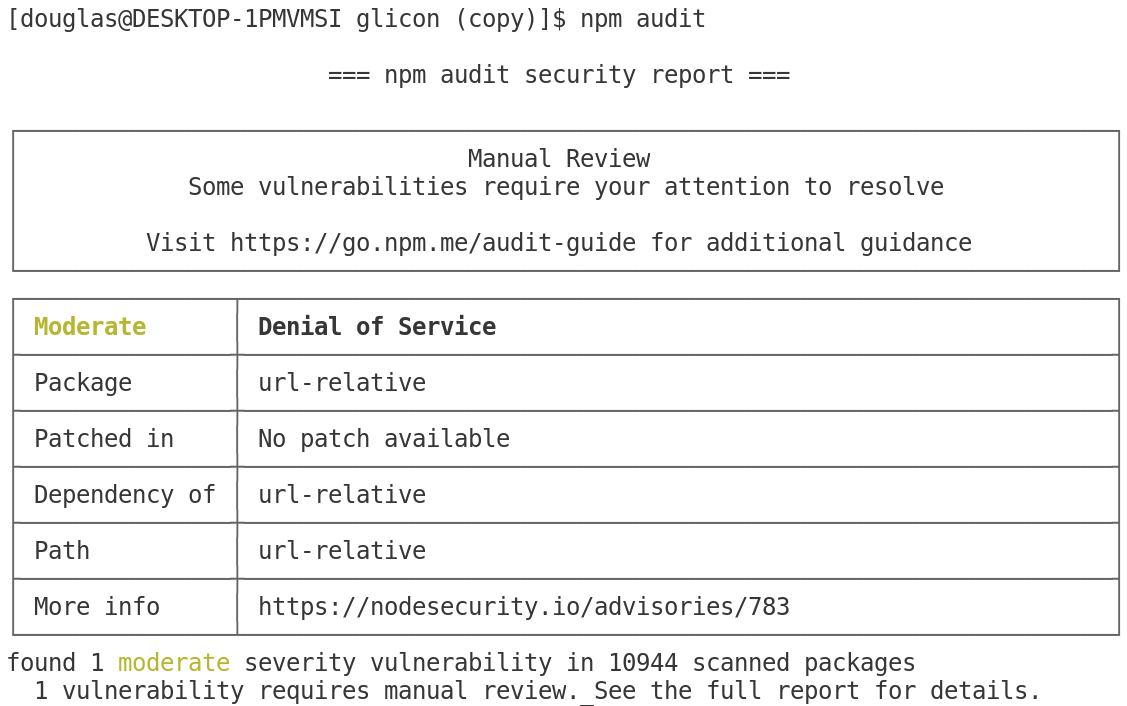 [douglas@DESKTOP-1PMVMSI glicon (copy)]$ npm audit
=== npm audit security report ===
Manual Review
Some vulnerabilities require your attention to resolve
Visit https://go.npm.me/audit-guide for additional guidance
Moderate Denial of Service
Package url-relative
Patched in No patch available
Dependency of url-relative
Path url-relative
More info https://nodesecurity.io/advisories/783
found 1 moderate severity vulnerability in 10944 scanned packages
1 vulnerability requires manual review. See the full report for details.